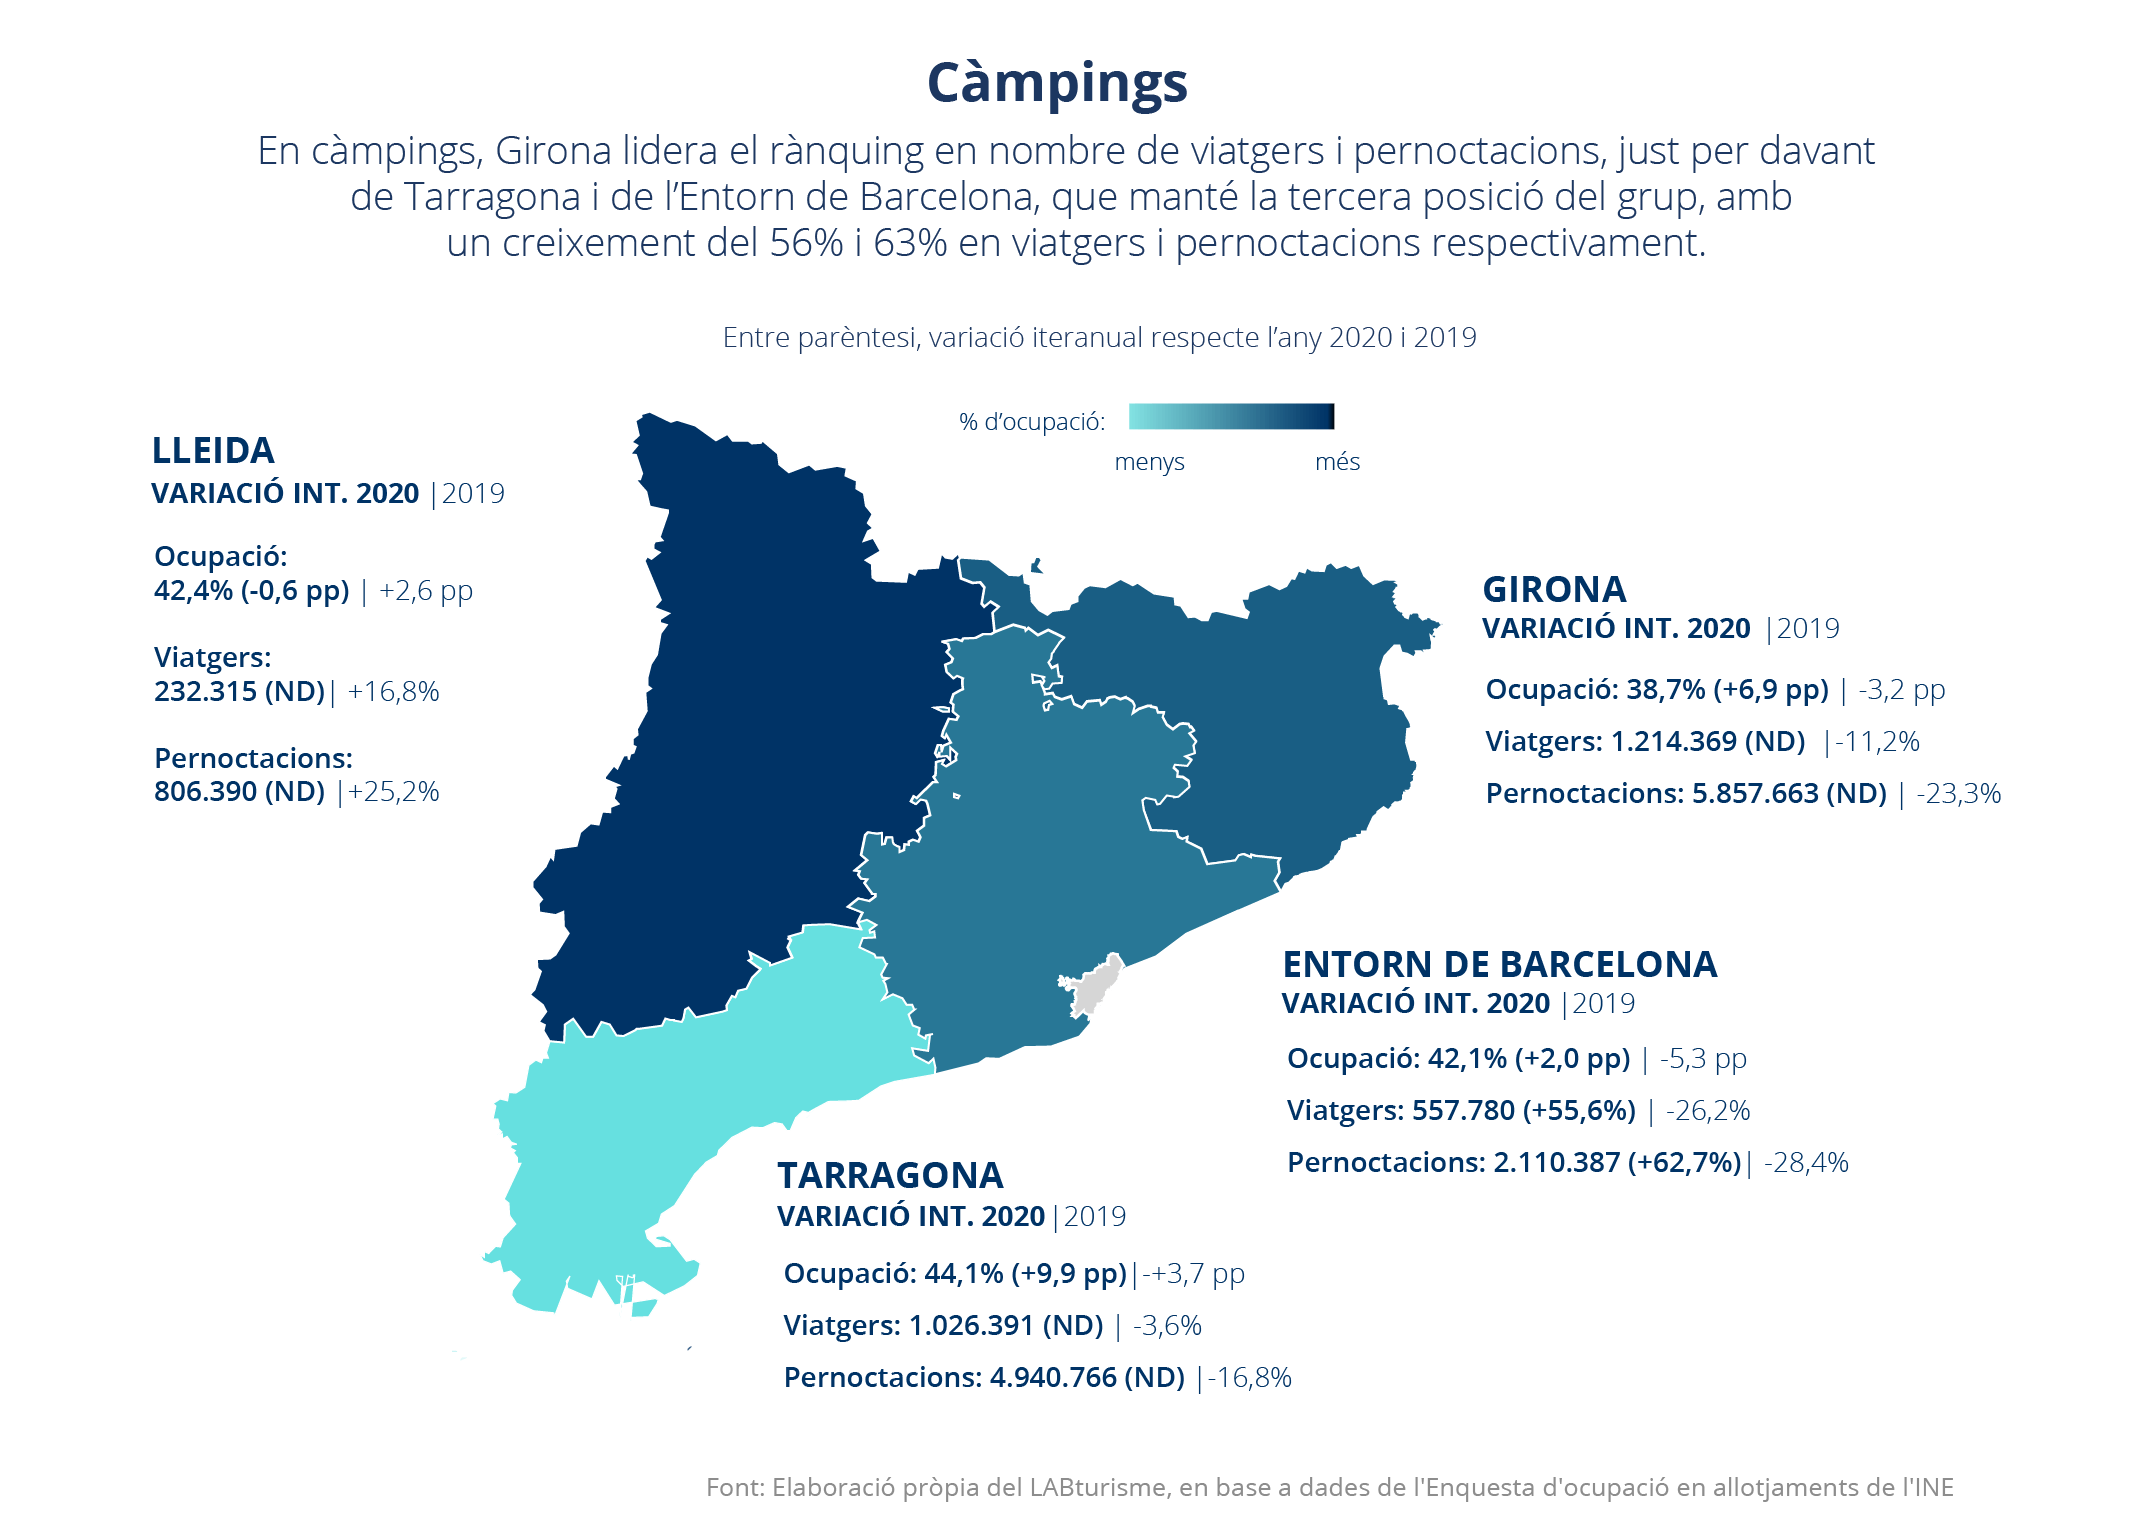 Càmpings
En càmpings, Girona lidera el rànquing en nombre de viatgers i pernoctacions, just per davant
de Tarragona i de l’Entorn de Barcelona, que manté la tercera posició del grup, amb
un creixement del 56% i 63% en viatgers i pernoctacions respectivament.
Entre parèntesi, variació iteranual respecte l’any 2020 i 2019
% d’ocupació:
menys més
LLEIDA
VARIACIÓ INT. 2020 |2019
Ocupació:
42,4% (-0,6 pp) | +2,6 pp
Viatgers:
232.315 (ND)| +16,8%
Pernoctacions:
806.390 (ND) |+25,2%
GIRONA
VARIACIÓ INT. 2020 |2019
Ocupació: 38,7% (+6,9 pp) | -3,2 pp
Viatgers: 1.214.369 (ND) |-11,2%
Pernoctacions: 5.857.663 (ND) | -23,3%
ENTORN DE BARCELONA
VARIACIÓ INT. 2020 |2019
Ocupació: 42,1% (+2,0 pp) | -5,3 pp
Viatgers: 557.780 (+55,6%) | -26,2%
Pernoctacions: 2.110.387 (+62,7%)| -28,4%
TARRAGONA
VARIACIÓ INT. 2020|2019
Ocupació: 44,1% (+9,9 pp)|-+3,7 pp
Viatgers: 1.026.391 (ND) | -3,6%
Pernoctacions: 4.940.766 (ND) |-16,8%
Font: Elaboració pròpia del LABturisme, en base a dades de l'Enquesta d'ocupació en allotjaments de l'INE